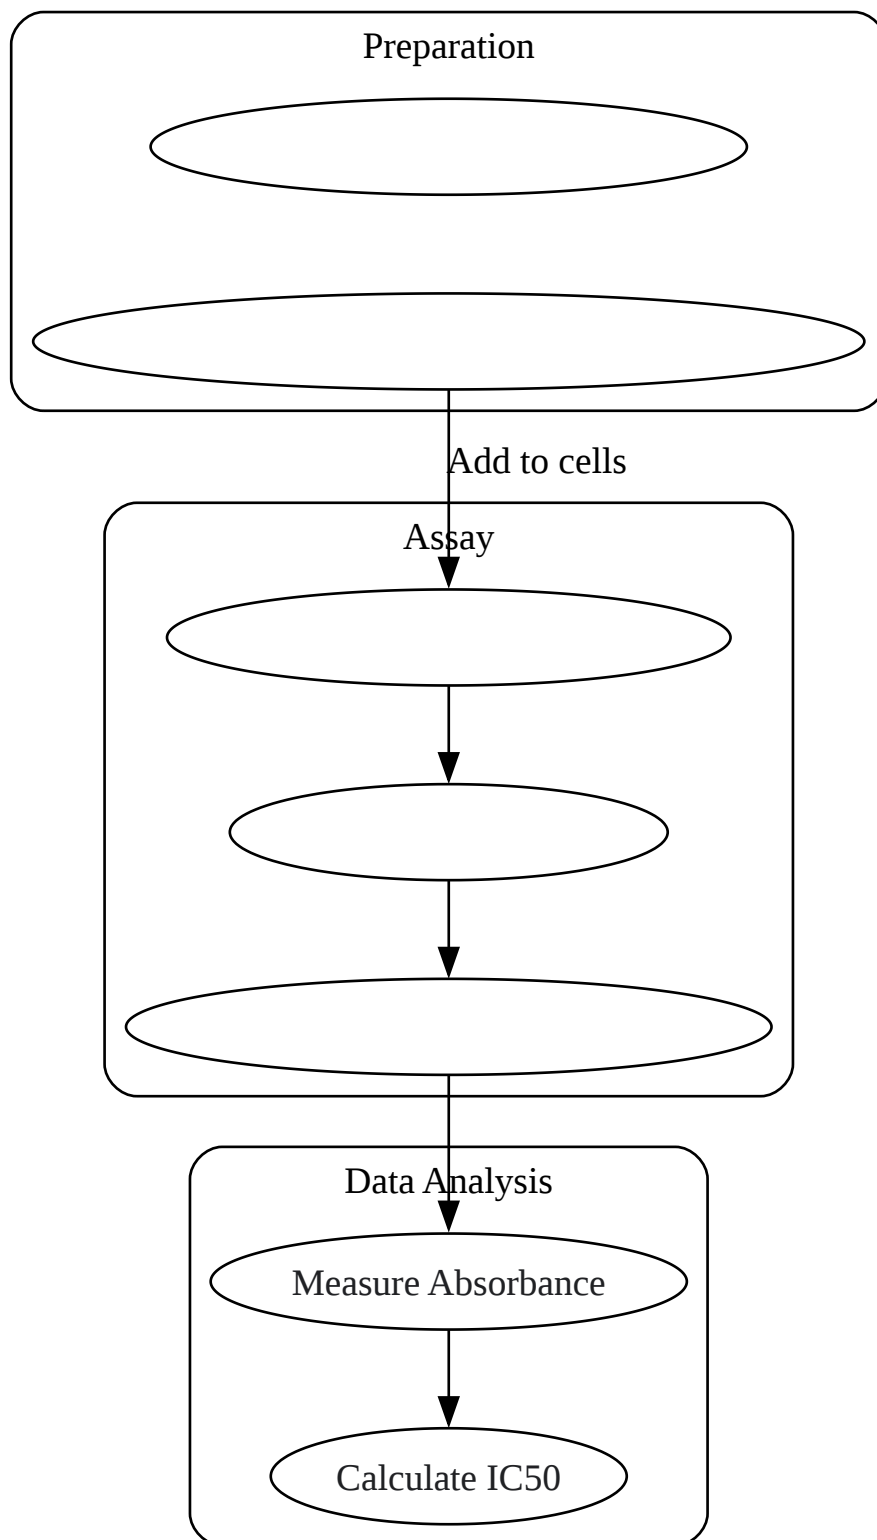 Preparation
Add to cells
Assay
Data Analysis
Measure Absorbance
Calculate IC50